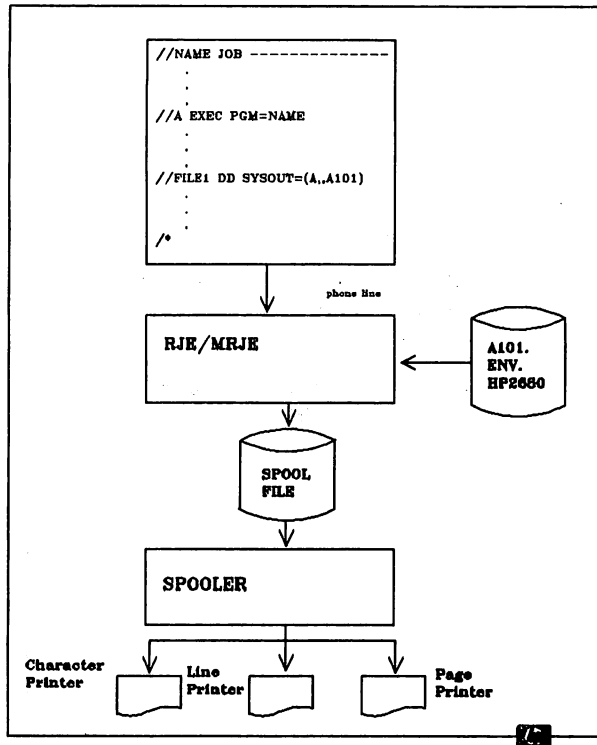 //NAME JOB ----------------
.
.
.
//A EXEC PGM=NAME
.
.
.
//FILE1 DD SYSOUT=(A,,A101)
.
.
.
/*
phone line
RJE/MRJE
A101.
ENV.
HP2680
SPOOL
FILE
SPOOLER
Character
Printer
Line
Printer
Page
Printer
hp